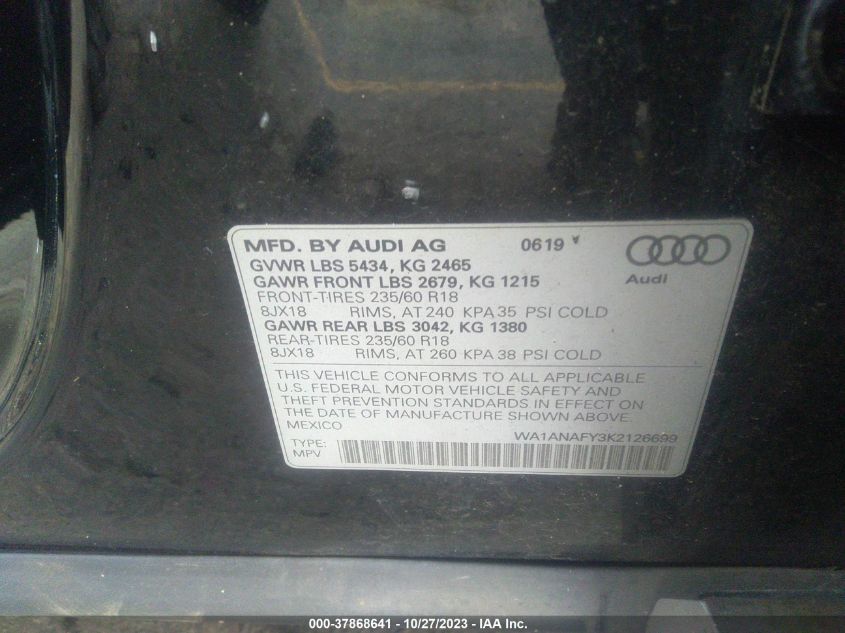 MFD. BY AUDI AG 0619
GVWR LBS 5434, KG 2465
GAWR FRONT LBS 2679, KG 1215
FRONT-TIRES 235/60 R18
8JX18 RIMS, AT 240 KPA 35 PSI COLD
GAWR REAR LBS 3042, KG 1380
REAR-TIRES 235/60 R18
8JX18 RIMS, AT 260 KPA 38 PSI COLD
Audi
THIS VEHICLE CONFORMS TO ALL APPLICABLE
U.S. FEDERAL MOTOR VEHICLE SAFETY AND
THEFT PREVENTION STANDARDS IN EFFECT ON
THE DATE OF MANUFACTURE SHOWN ABOVE.
MEXICO
WA1ANAFY3K2126699
TYPE:
MPV
000-37868641 - 10/27/2023 - IAA Inc.